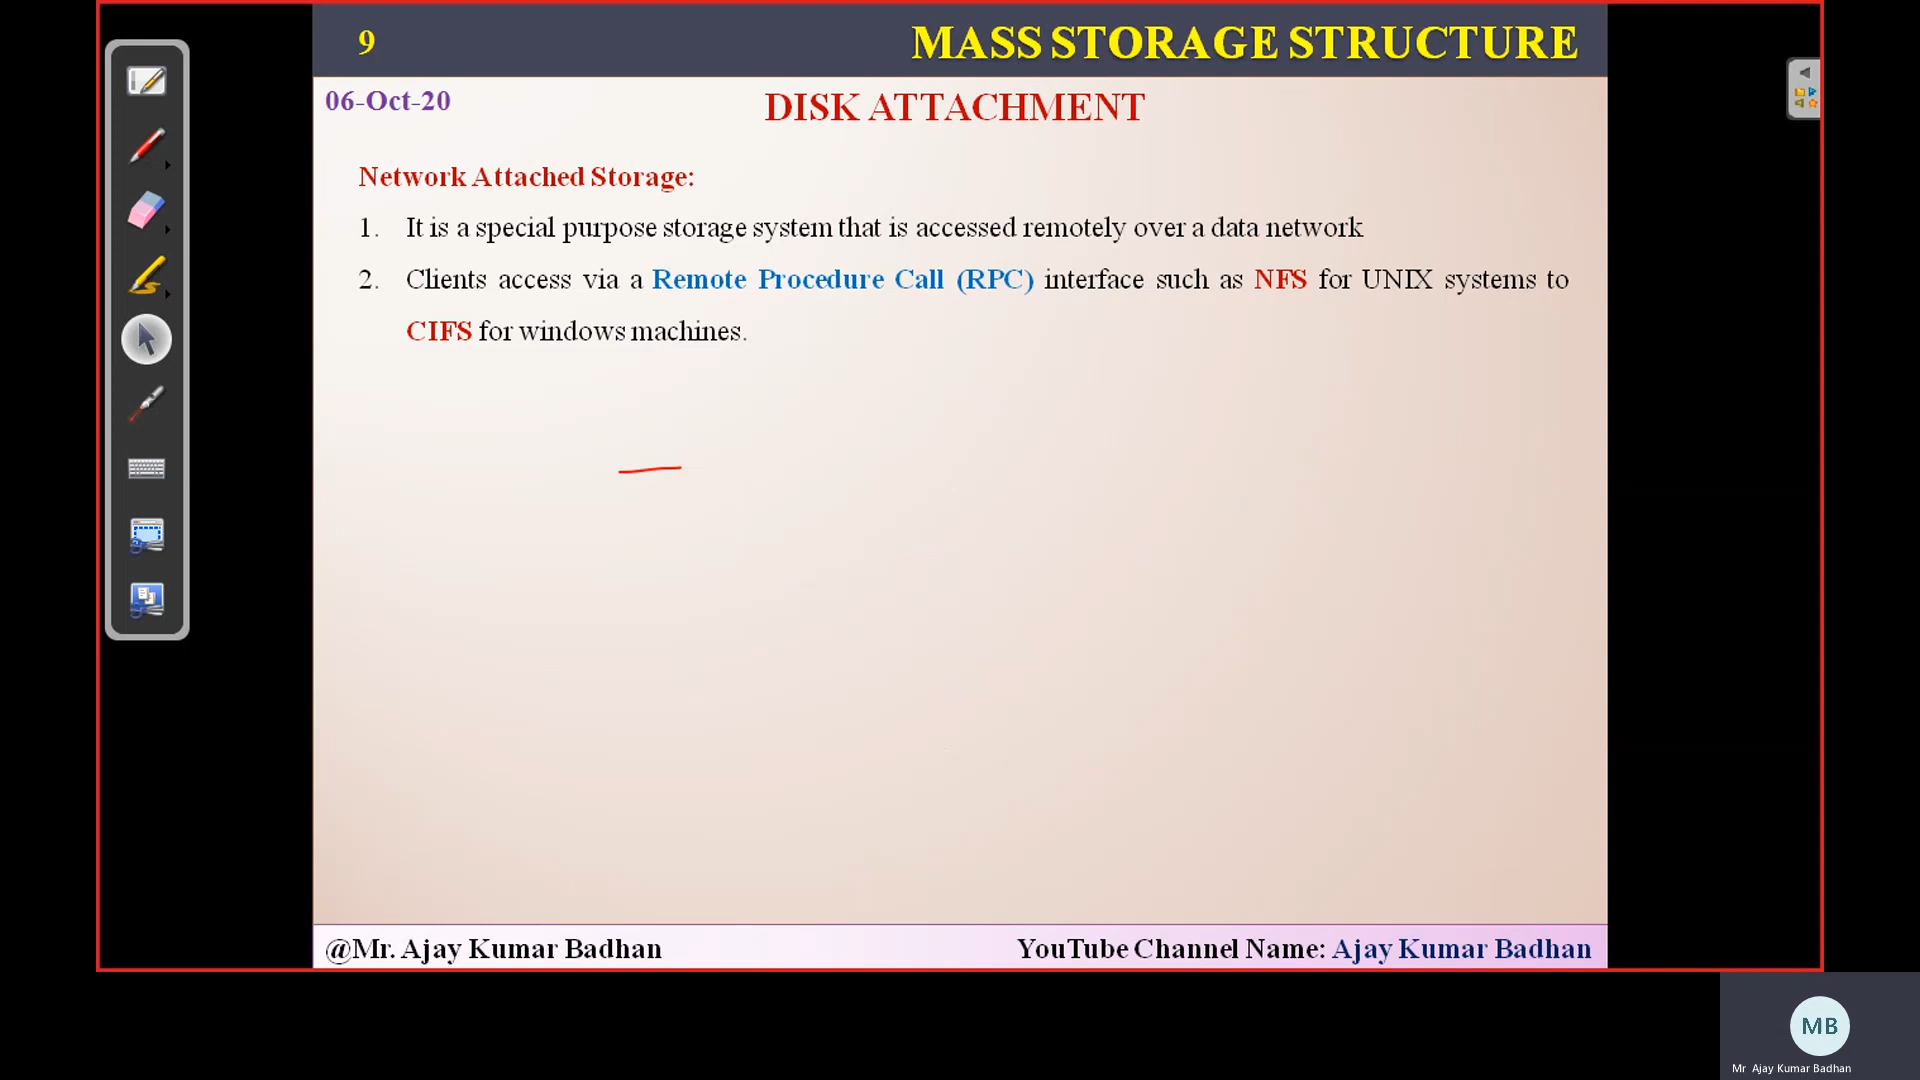 9
MASS STORAGE STRUCTURE
06-Oct-20
DISK ATTACHMENT
Network Attached Storage:
1. It is a special purpose storage system that is accessed remotely over a data network
2. Clients access via a Remote Procedure Call (RPC) interface such as NFS for UNIX systems to
CIFS for windows machines.
@Mr. Ajay Kumar Badhan
YouTube Channel Name: Ajay Kumar Badhan
MB
Mr Ajay Kumar Badhan